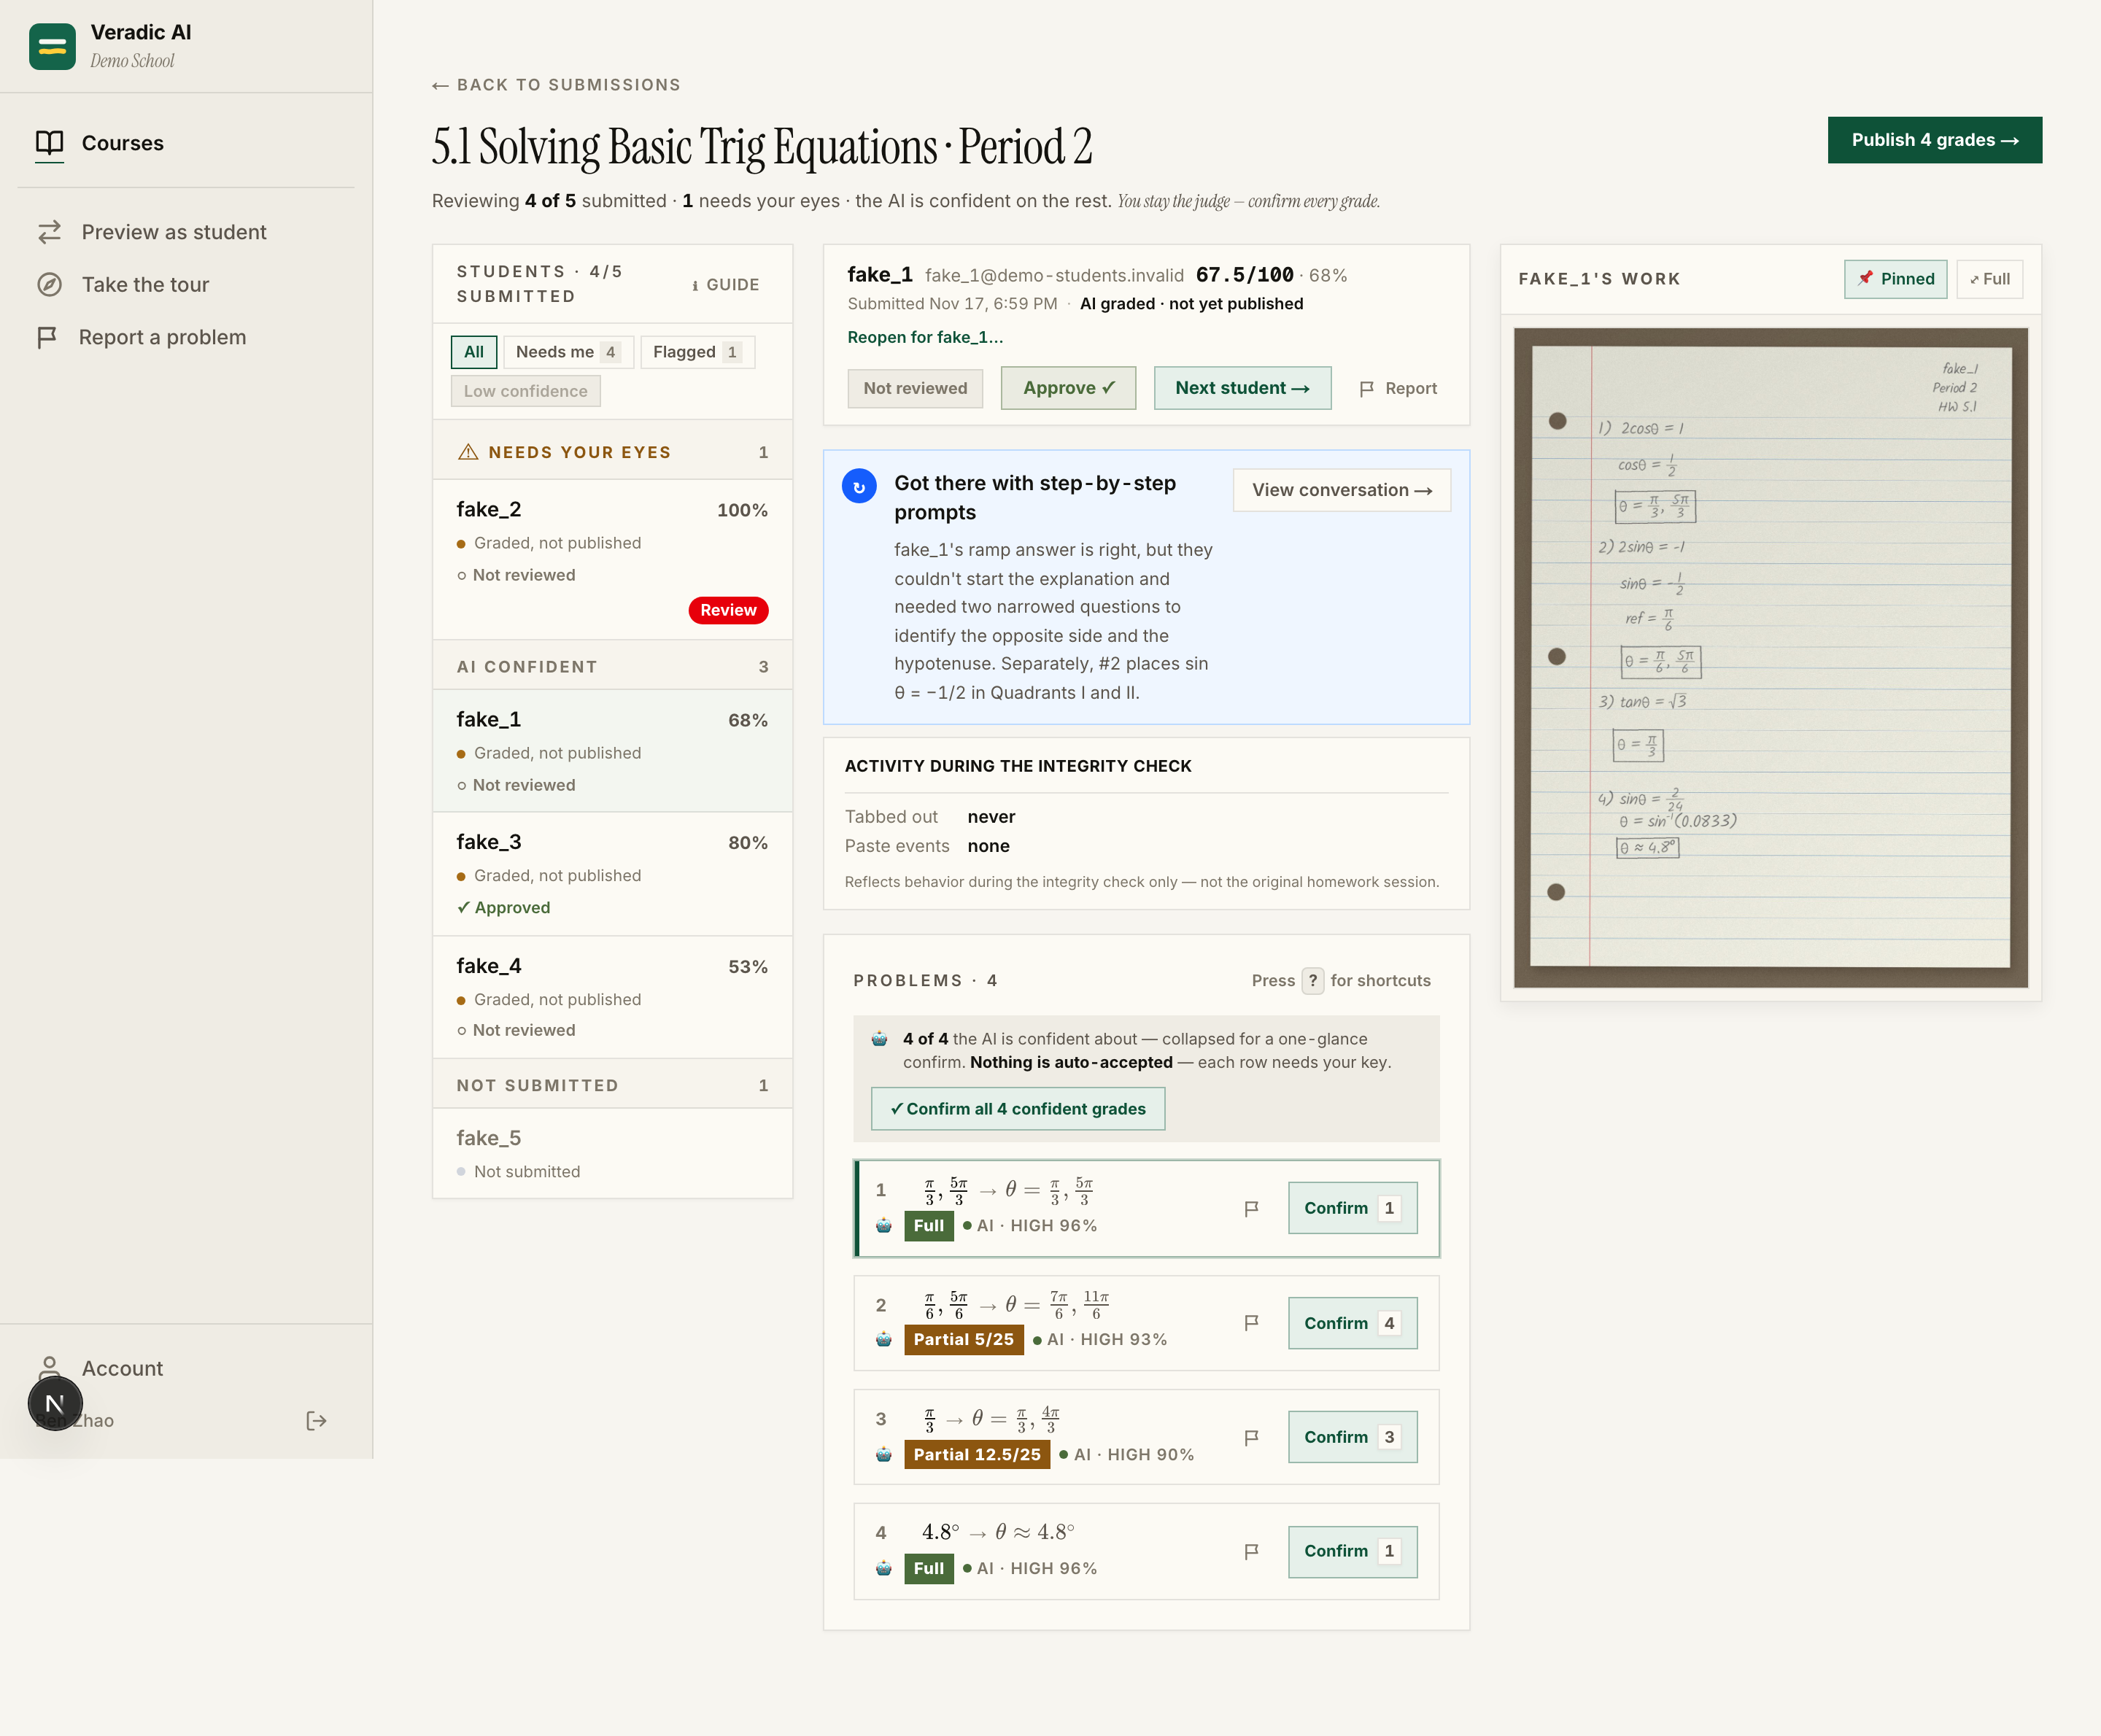 Veradic AI
Demo School
Courses
Preview as student
Take the tour
Report a problem
Account
N
Zhao
← BACK TO SUBMISSIONS
5.1 Solving Basic Trig Equations · Period 2
Publish 4 grades →
Reviewing 4 of 5 submitted · 1 needs your eyes · the AI is confident on the rest. You stay the judge — confirm every grade.
STUDENTS · 4/5
SUBMITTED
ℹ GUIDE
All
Needs me 4
Flagged 1
Low confidence
⚠ NEEDS YOUR EYES 1
fake_2 100%
Graded, not published
Not reviewed
Review
AI CONFIDENT 3
fake_1 68%
Graded, not published
Not reviewed
fake_3 80%
Graded, not published
✓ Approved
fake_4 53%
Graded, not published
Not reviewed
NOT SUBMITTED 1
fake_5
Not submitted
fake_1 fake_1@demo-students.invalid 67.5/100 · 68%
Submitted Nov 17, 6:59 PM · AI graded · not yet published
Reopen for fake_1…
Not reviewed
Approve ✓
Next student →
Report
↻
Got there with step-by-step
prompts
View conversation →
fake_1's ramp answer is right, but they
couldn't start the explanation and
needed two narrowed questions to
identify the opposite side and the
hypotenuse. Separately, #2 places sin
θ = −1/2 in Quadrants I and II.
ACTIVITY DURING THE INTEGRITY CHECK
Tabbed out never
Paste events none
Reflects behavior during the integrity check only — not the original homework session.
PROBLEMS · 4
Press ? for shortcuts
4 of 4 the AI is confident about — collapsed for a one-glance
confirm. Nothing is auto-accepted — each row needs your key.
✓ Confirm all 4 confident grades
1 π/3, 5π/3 → θ = π/3, 5π/3
Full AI · HIGH 96%
Confirm 1
2 π/6, 5π/6 → θ = 7π/6, 11π/6
Partial 5/25 AI · HIGH 93%
Confirm 4
3 π/3 → θ = π/3, 4π/3
Partial 12.5/25 AI · HIGH 90%
Confirm 3
4 4.8° → θ ≈ 4.8°
Full AI · HIGH 96%
Confirm 1
FAKE_1'S WORK
📌 Pinned
⤢ Full
fake_1
Period 2
HW 5.1
1) 2cosθ = 1
cosθ = 1/2
θ = π/3, 5π/3
2) 2sinθ = -1
sinθ = -1/2
ref = π/6
θ = π/6, 5π/6
3) tanθ = √3
θ = π/3
4) sinθ = 2/24
θ = sin⁻¹(0.0833)
θ ≈ 4.8°